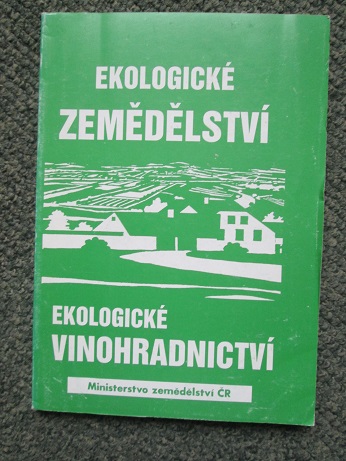 EKOLOGICKÉ
ZEMĚDĚLSTVÍ
EKOLOGICKÉ
VINOHRADNICTVÍ
Ministerstvo zemědělství ČR